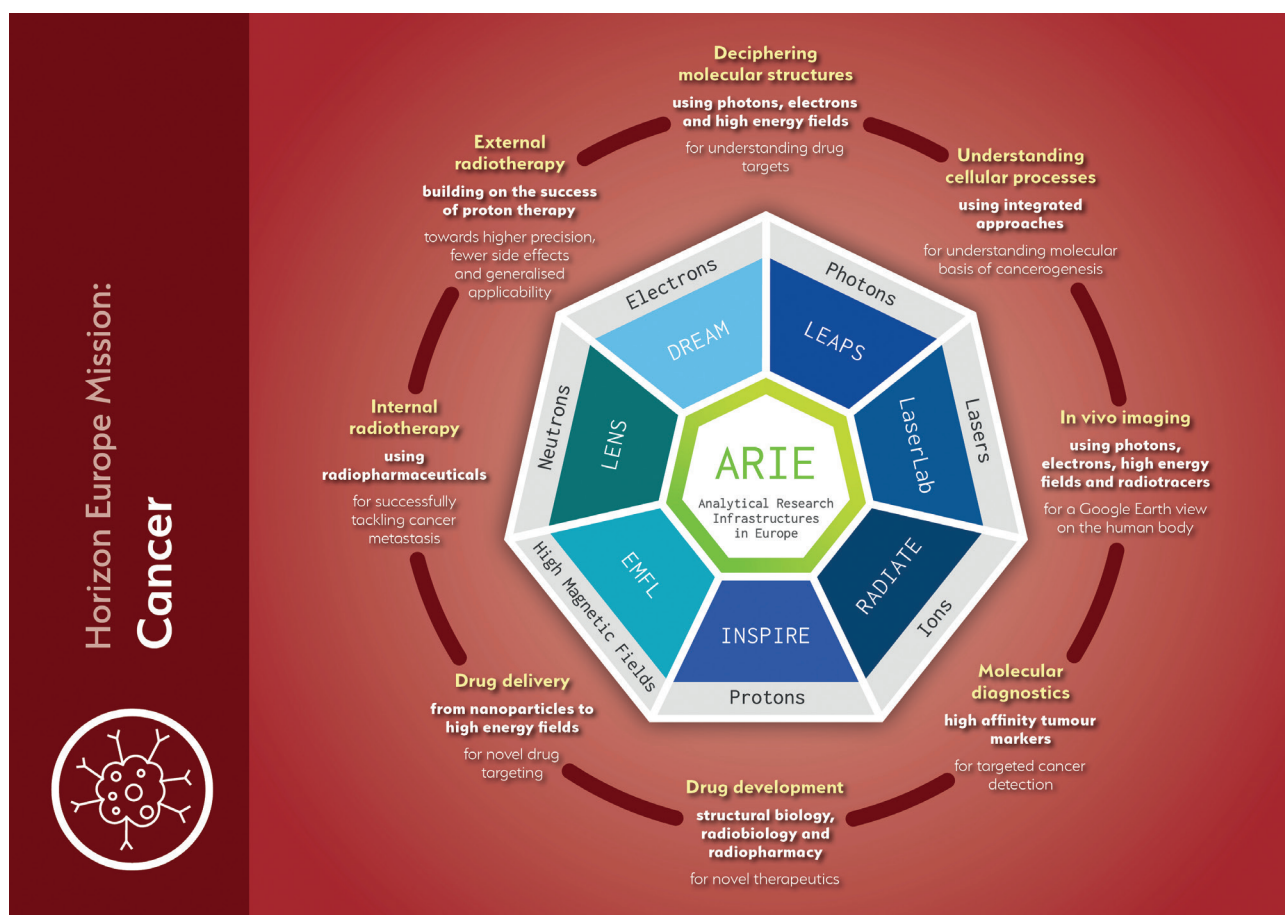 Horizon Europe Mission:
Cancer
Deciphering
molecular structures
using photons, electrons
and high energy fields
for understanding drug
targets
Understanding
cellular processes
using integrated
approaches
for understanding molecular
basis of cancerogenesis
In vivo imaging
using photons,
electrons, high energy
fields and radiotracers
for a Google Earth view
on the human body
Molecular
diagnostics
high affinity tumour
markers
for targeted cancer
detection
Drug development
structural biology,
radiobiology and
radiopharmacy
for novel therapeutics
Drug delivery
from nanoparticles to
high energy fields
for novel drug
targeting
Internal
radiotherapy
using
radiopharmaceuticals
for successfully
tackling cancer
metastasis
External
radiotherapy
building on the success
of proton therapy
towards higher precision,
fewer side effects
and generalised
applicability
Electrons
DREAM
Photons
LEAPS
Lasers
LaserLab
Ions
RADIATE
Protons
INSPIRE
High Magnetic Fields
EMFL
Neutrons
LENS
ARIE
Analytical Research
Infrastructures
in Europe